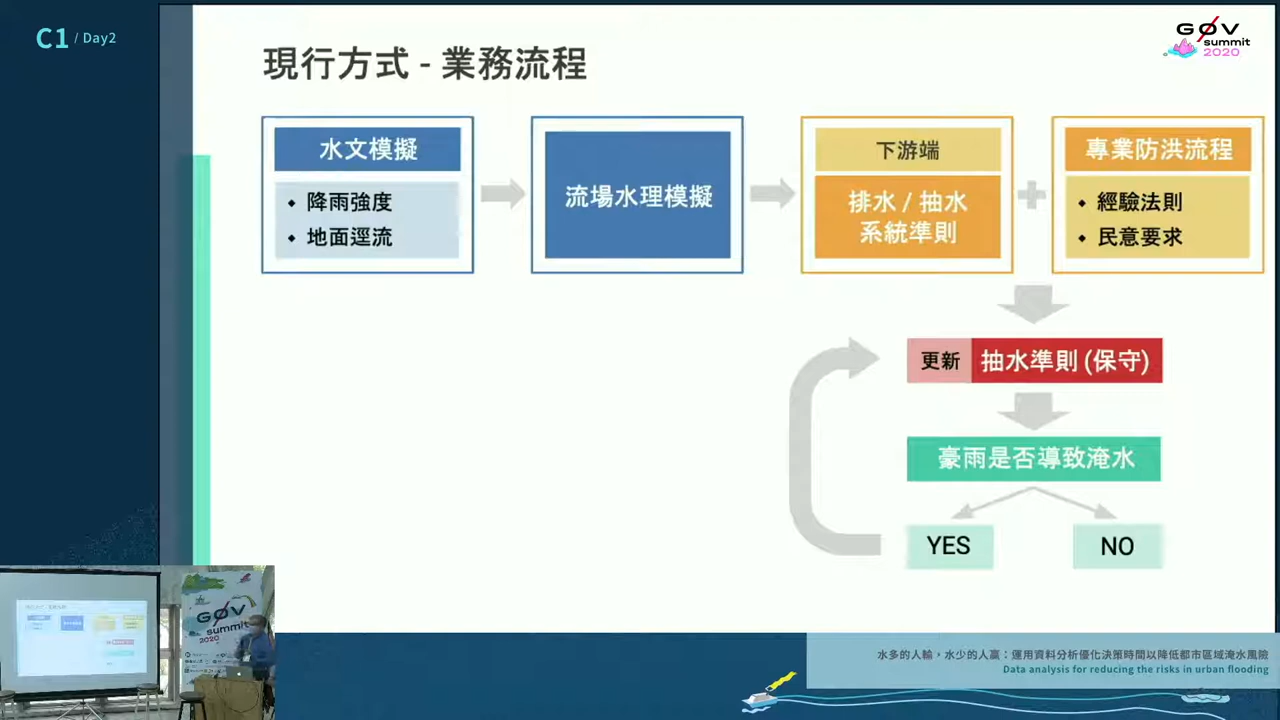 C1 / Day2
GØV
summit
2020
現行方式 - 業務流程
水文模擬
降雨強度
地面逕流
流場水理模擬
下游端
排水 / 抽水
系統準則
專業防洪流程
經驗法則
民意要求
更新 抽水準則 (保守)
豪雨是否導致淹水
YES
NO
GØV
summit
2020
水多的人輸，水少的人贏：運用資料分析優化決策時間以降低都市區域淹水風險
Data analysis for reducing the risks in urban flooding